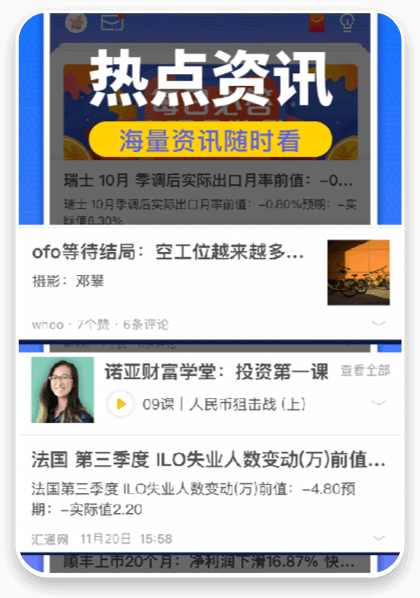 热点资讯
海量资讯随时看
瑞士 10月 季调后实际出口月率前值：-0...
瑞士 10月 季调后实际出口月率前值：-0.80%预期：-实
际值6.30%
ofo等待结局：空工位越来越多...
摄影：邓攀
whoo · 7个赞 · 6条评论
诺亚财富学堂：投资第一课
查看全部
09课丨人民币狙击战 (上)
法国 第三季度 ILO失业人数变动(万)前值...
法国第三季度 ILO失业人数变动(万)前值：-4.80预
期：-实际值2.20
汇通网 11月20日 15:58
顺丰上市20个月：净利润下滑16.87% 快...